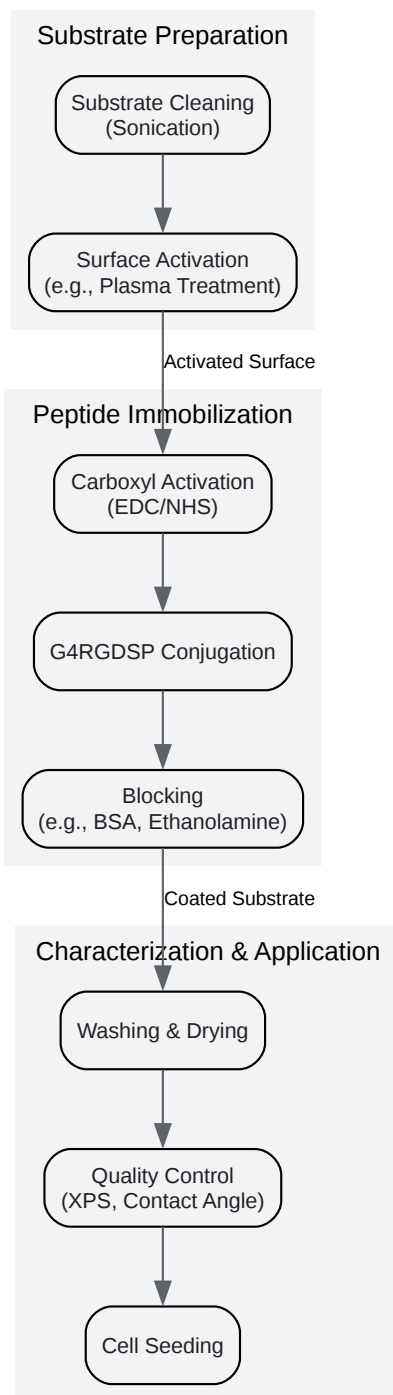 Substrate Preparation
Substrate Cleaning
(Sonication)
Surface Activation
(e.g., Plasma Treatment)
Activated Surface
Peptide Immobilization
Carboxyl Activation
(EDC/NHS)
G4RGDSP Conjugation
Blocking
(e.g., BSA, Ethanolamine)
Coated Substrate
Characterization & Application
Washing & Drying
Quality Control
(XPS, Contact Angle)
Cell Seeding